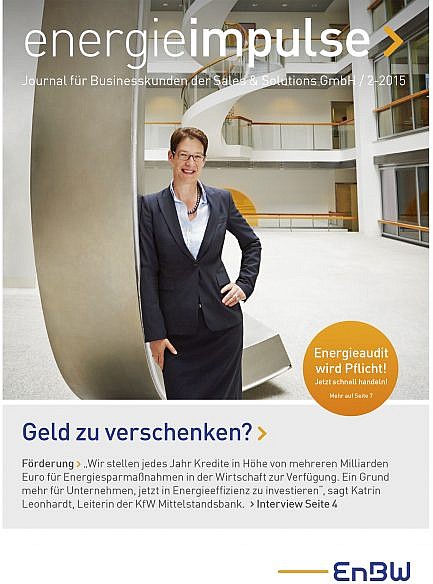 energieimpulse >
Journal für Businesskunden der Sales & Solutions GmbH / 2-2015
Energieaudit
wird Pflicht!
Jetzt schnell handeln!
Mehr auf Seite 7
Geld zu verschenken? >
Förderung > „Wir stellen jedes Jahr Kredite in Höhe von mehreren Milliarden
Euro für Energiesparmaßnahmen in der Wirtschaft zur Verfügung. Ein Grund
mehr für Unternehmen, jetzt in Energieeffizienz zu investieren“, sagt Katrin
Leonhardt, Leiterin der KfW Mittelstandsbank. > Interview Seite 4
EnBW